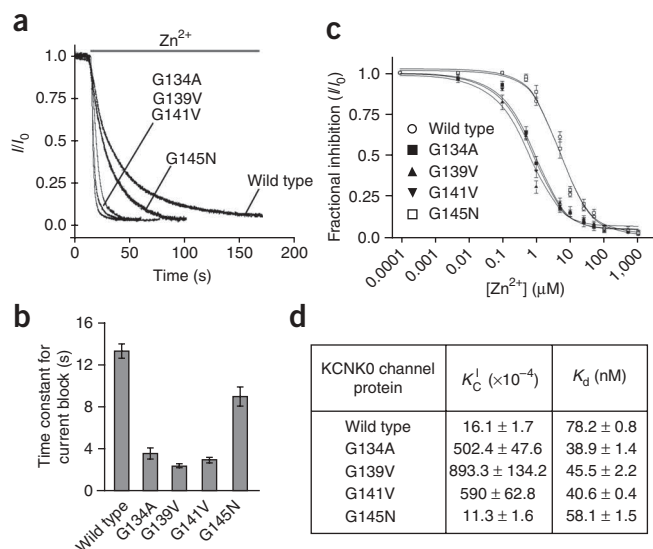 a
Zn2+
1.0
0.75
0.5
0.25
0.0
I/I0
G134A
G139V
G141V
G145N
Wild type
0 50 100 150 200
Time (s)
b
16
12
8
4
0
Time constant for
current block (s)
Wild type
G134A
G139V
G141V
G145N
c
1.00
0.75
0.50
0.25
0
Fractional inhibition (I/I0)
Wild type
G134A
G139V
G141V
G145N
0.0001
0.001
0.01
0.1
1.0
10
100
1,000
[Zn2+] (μM)
d
KCNK0 channel
protein
KCI (×10−4)
Kd (nM)
Wild type 16.1 ± 1.7 78.2 ± 0.8
G134A 502.4 ± 47.6 38.9 ± 1.4
G139V 893.3 ± 134.2 45.5 ± 2.2
G141V 590 ± 62.8 40.6 ± 0.4
G145N 11.3 ± 1.6 58.1 ± 1.5